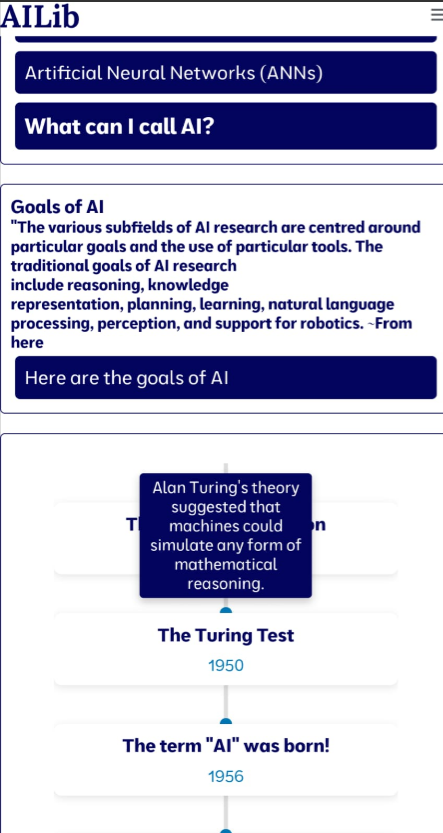 AILib
Artificial Neural Networks (ANNs)
What can I call AI?
Goals of AI
"The various subfields of AI research are centred around
particular goals and the use of particular tools. The
traditional goals of AI research
include reasoning, knowledge
representation, planning, learning, natural language
processing, perception, and support for robotics. ~From
here
Here are the goals of AI
Alan Turing's theory
suggested that
machines could
simulate any form of
mathematical
reasoning.
The Turing Test
1950
The term "AI" was born!
1956